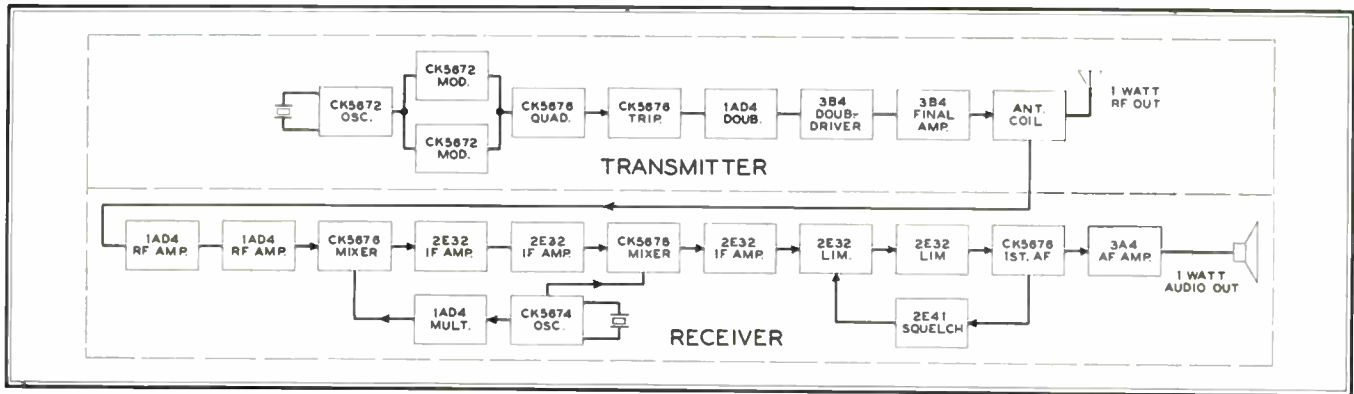 CK5672
MOD.
CK5672
OSC.
CK5672
MOD.
CK5676
QUAD.
CK5676
TRIP.
1AD4
DOUB.
3B4
DOUB-
DRIVER
3B4
FINAL
AMP.
ANT.
COIL
1 WATT
RF OUT
TRANSMITTER
1AD4
RF AMP.
1AD4
RF AMP.
CK5676
MIXER
2E32
IF AMP.
2E32
IF AMP.
CK5676
MIXER
2E32
IF AMP.
2E32
LIM.
2E32
LIM
CK5676
1ST. AF
3A4
AF AMP.
1 WATT
AUDIO OUT
1AD4
MULT.
CK5674
OSC.
2E41
SQUELCH
RECEIVER